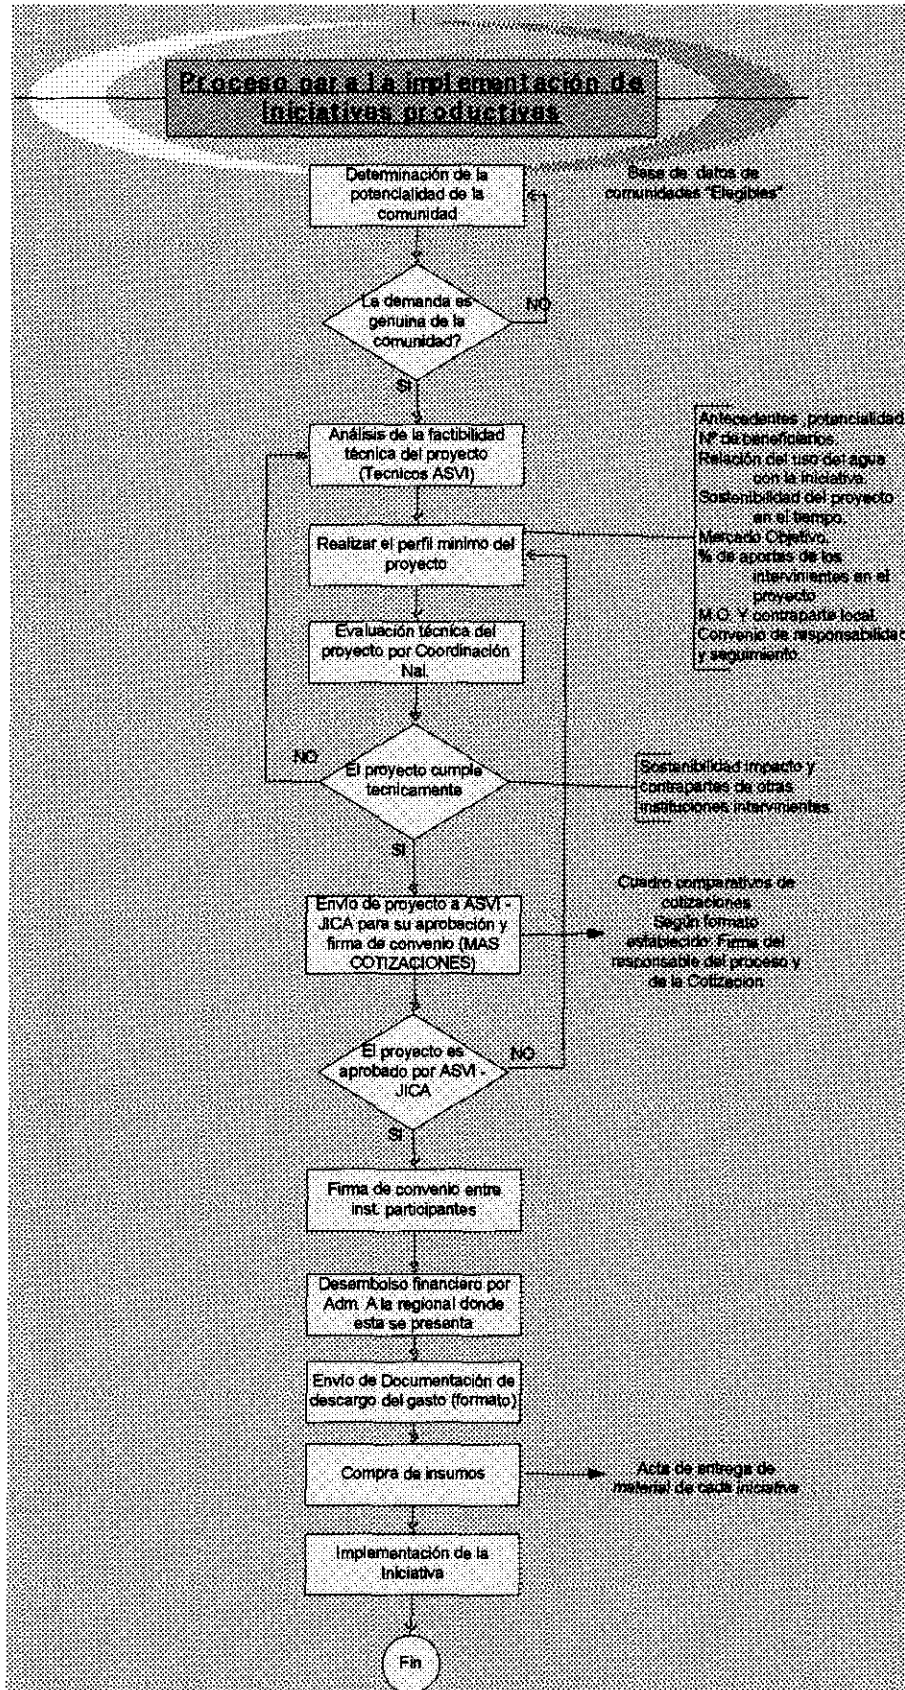 Proceso para la implementación de
Iniciativas productivas
Determinación de la
potencialidad de la
comunidad
Base de datos de
comunidades "Elegibles"
La demanda es
genuina de la
comunidad?
NO
SI
Análisis de la factibilidad
técnica del proyecto
(Tecnicos ASVI)
Antecedentes, potencialidad
Nº de beneficiarios.
Relación del uso del agua
con la iniciativa.
Sostenibilidad del proyecto
en el tiempo.
Mercado Objetivo.
% de aportes de los
intervinientes en el
proyecto
M.O. Y contraparte local.
Convenio de responsabilidad
y seguimiento.
Realizar el perfil minimo del
proyecto
Evaluación técnica del
proyecto por Coordinación
Nal.
NO
El proyecto cumple
tecnicamente
Sostenibilidad impacto y
contrapartes de otras
instituciones intervinientes.
SI
Envío de proyecto a ASVI -
JICA para su aprobación y
firma de convenio (MAS
COTIZACIONES)
Cuadro comparativos de
cotizaciones
Según formato
establecido: Firma del
responsable del proceso y
de la Cotizacion
El proyecto es
aprobado por ASVI -
JICA
NO
SI
Firma de convenio entre
inst. participantes
Desembolso financiero por
Adm. A la regional donde
esta se presenta
Envío de Documentación de
descargo del gasto (formato)
Compra de insumos
Acta de entrega de
material de cada iniciativa
Implementación de la
Iniciativa
Fin